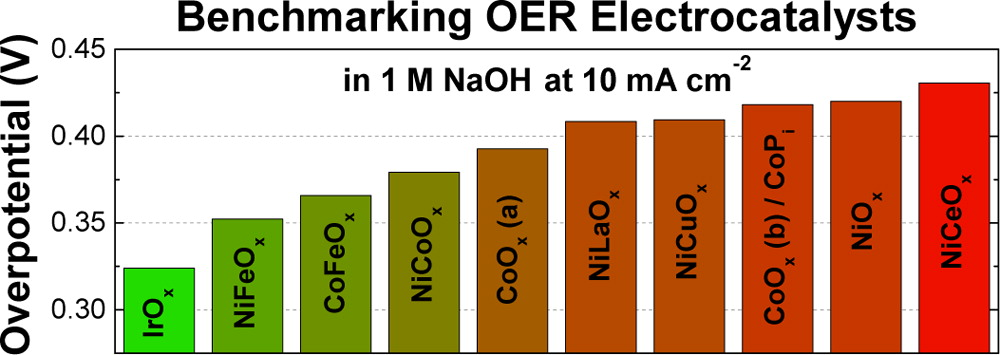 Benchmarking OER Electrocatalysts
in 1 M NaOH at 10 mA cm⁻²
Overpotential (V)
0.45
0.40
0.35
0.30
IrOₓ
NiFeOₓ
CoFeOₓ
NiCoOₓ
CoOₓ (a)
NiLaOₓ
NiCuOₓ
CoOₓ (b) / CoPᵢ
NiOₓ
NiCeOₓ